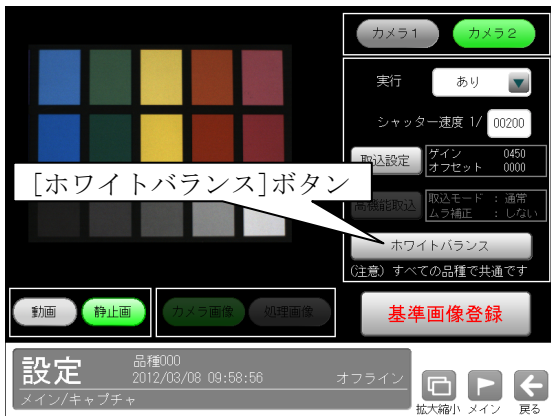 カメラ1
カメラ2
実行
あり
シャッター速度 1/ 00200
[ホワイトバランス]ボタン
取込設定
ゲイン 0450
オフセット 0000
高機能取込
取込モード : 通常
ムラ補正 : しない
ホワイトバランス
(注意) すべての品種で共通です
動画
静止画
カメラ画像
処理画像
基準画像登録
設定
品種000
2012/03/08 09:58:56
オフライン
メイン/キャプチャ
拡大縮小
メイン
戻る